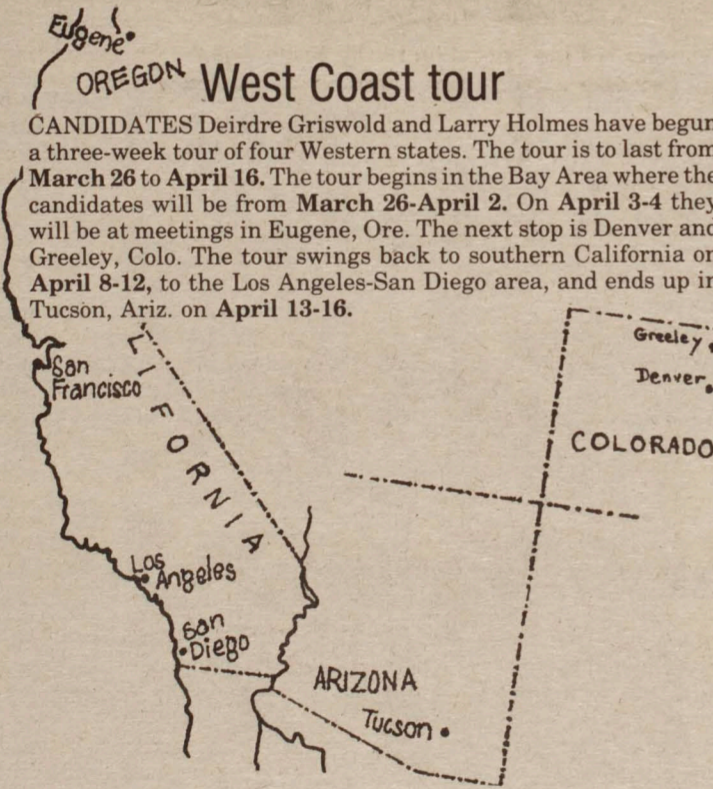 Eugene
OREGON
West Coast tour
CANDIDATES Deirdre Griswold and Larry Holmes have begun
a three-week tour of four Western states. The tour is to last from
March 26 to April 16. The tour begins in the Bay Area where the
candidates will be from March 26-April 2. On April 3-4 they
will be at meetings in Eugene, Ore. The next stop is Denver and
Greeley, Colo. The tour swings back to southern California on
April 8-12, to the Los Angeles-San Diego area, and ends up in
Tucson, Ariz. on April 13-16.
Greeley
San
Francisco
Denver
LIFORNIA
COLORADO
Los
Angeles
San
Diego
ARIZONA
Tucson